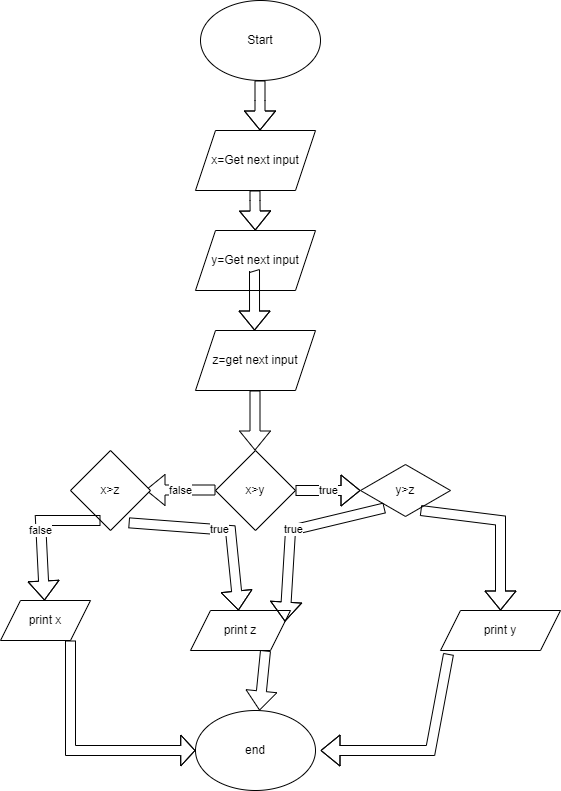 Start
x=Get next input
y=Get next input
z=get next input
x>z
false
x>y
true
y>z
false
true
true
print x
print z
print y
end